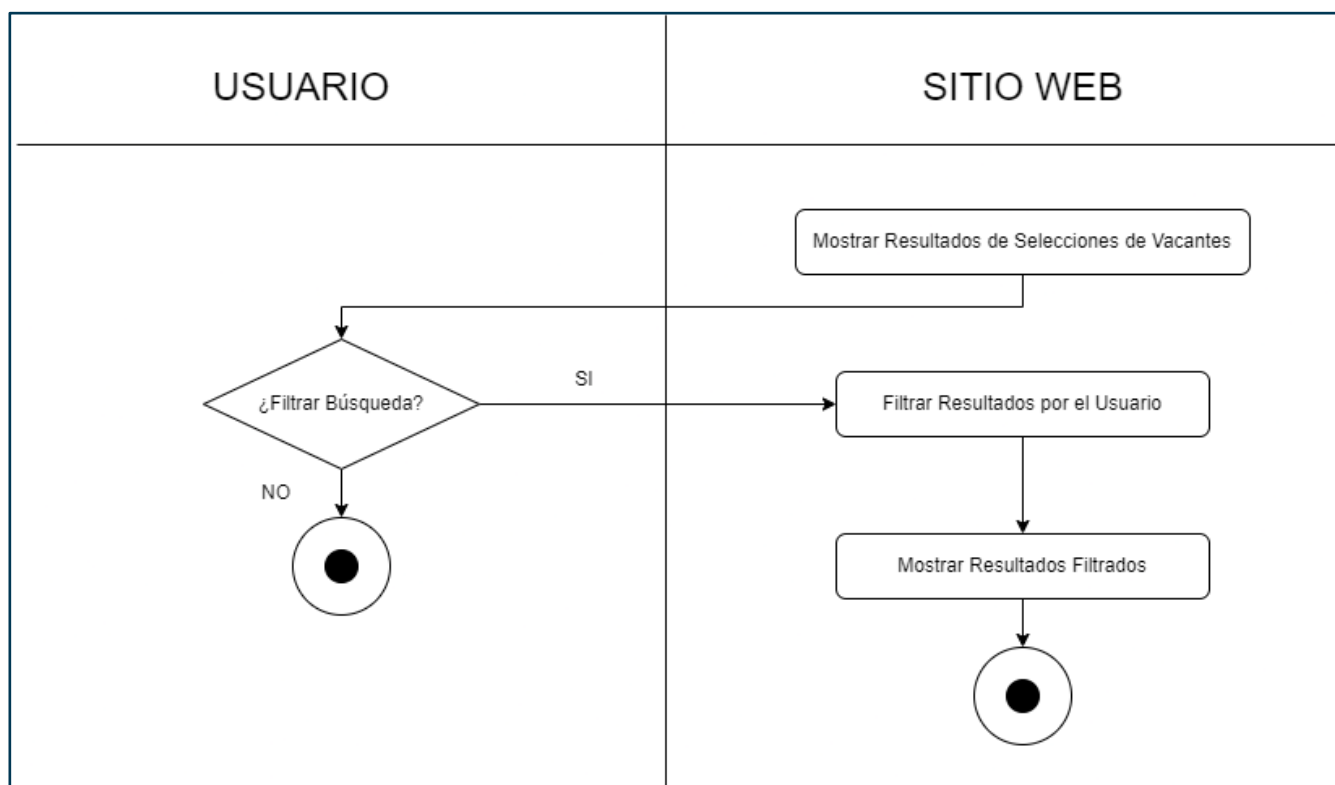 USUARIO
SITIO WEB
Mostrar Resultados de Selecciones de Vacantes
¿Filtrar Búsqueda?
SI
Filtrar Resultados por el Usuario
NO
Mostrar Resultados Filtrados